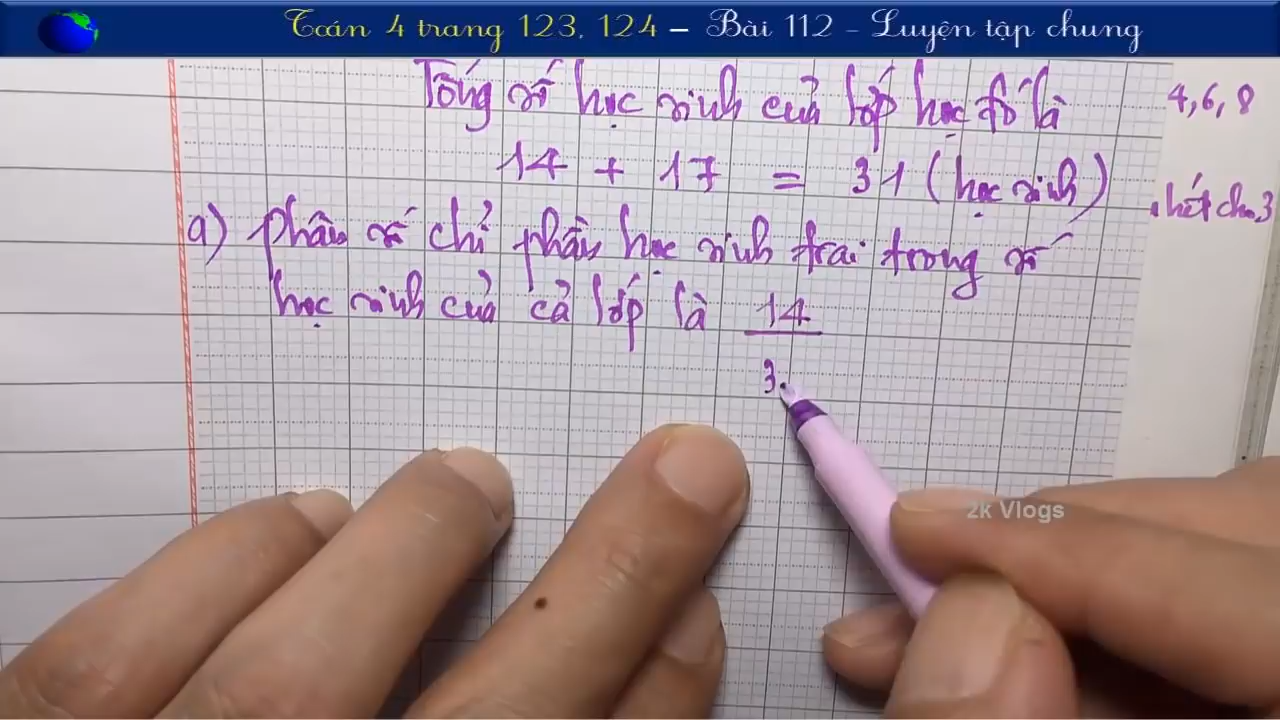 Toán 4 trang 123, 124 – Bài 112 – Luyện tập chung
Tổng số học sinh của lớp học đó là
14 + 17 = 31 (học sinh)
a) Phân số chỉ phần học sinh trai trong số
học sinh của cả lớp là 14
3
4, 6, 8
hết cho 3
2k Vlogs